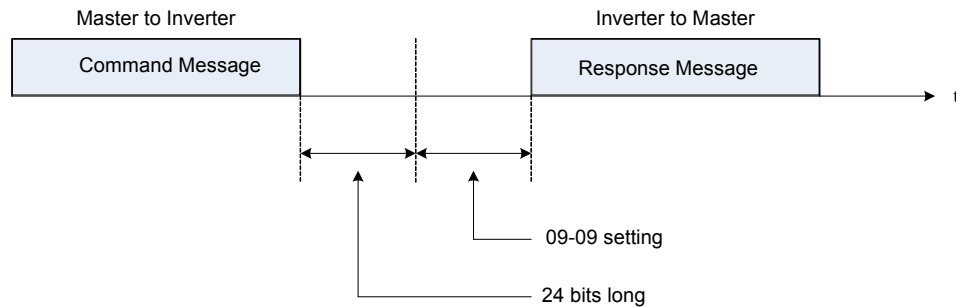 Master to Inverter
Inverter to Master
Command Message
Response Message
t
09-09 setting
24 bits long